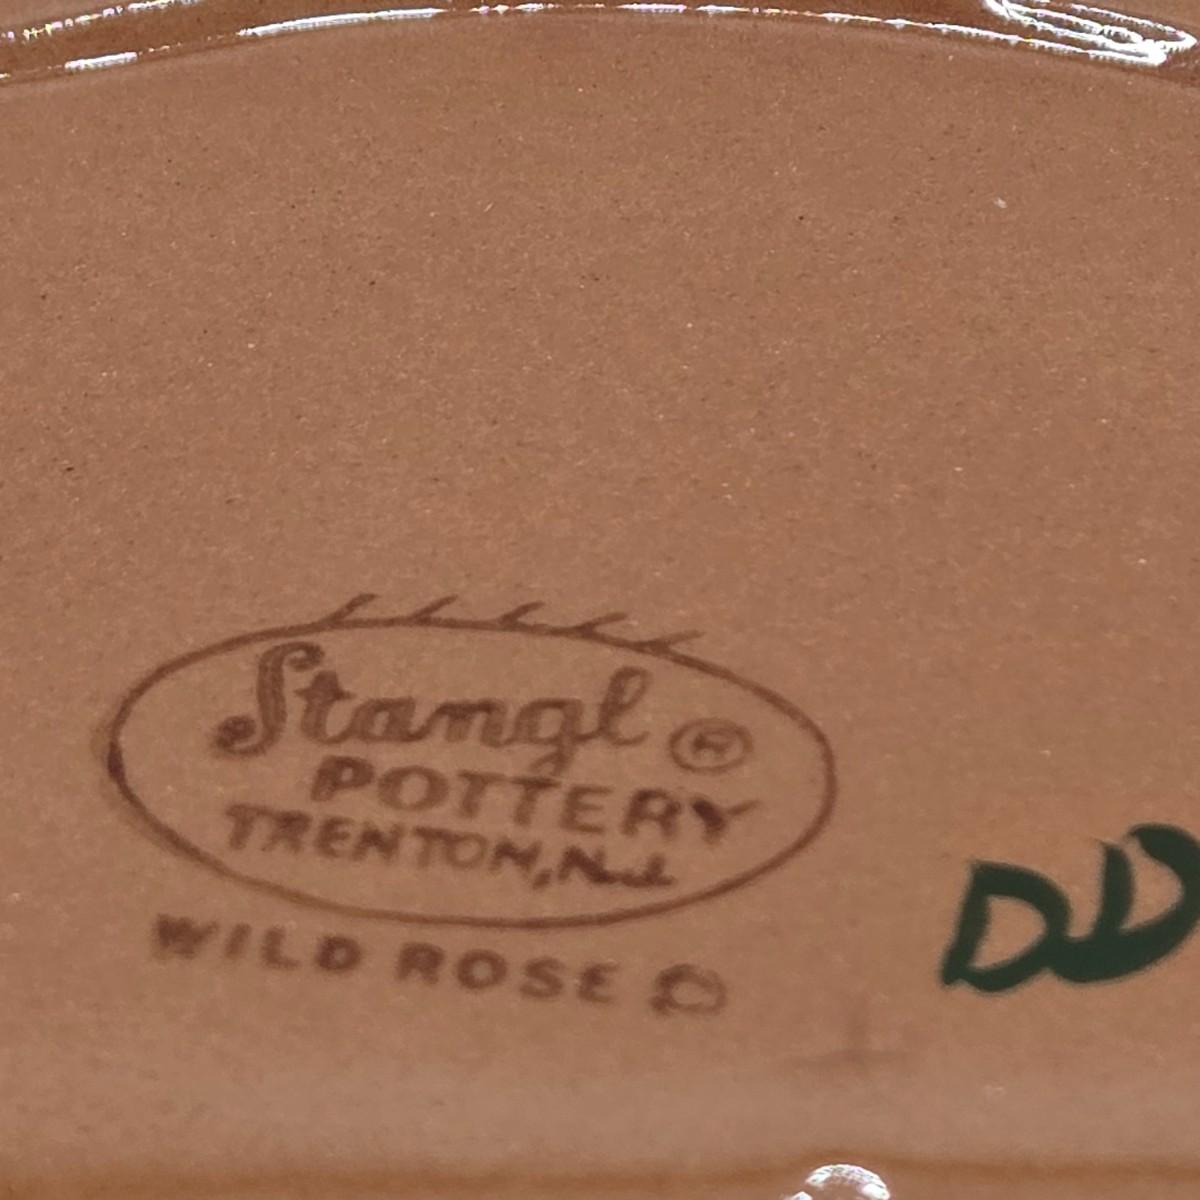 Stangl ®
POTTERY
TRENTON, N.J.
WILD ROSE ©
DD